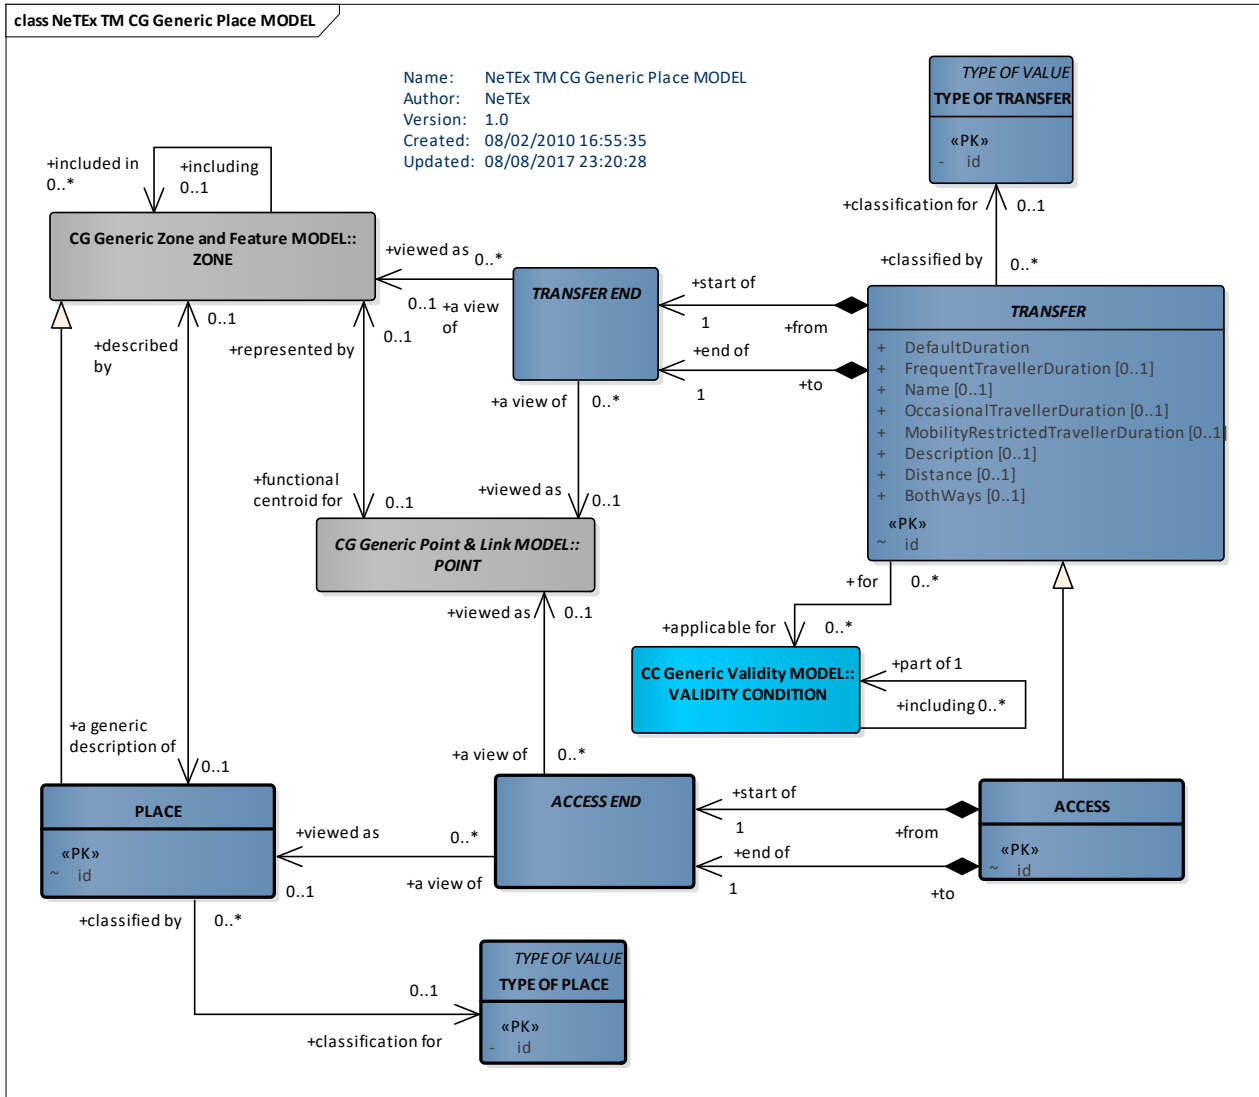 class NeTEx TM CG Generic Place MODEL
Name: NeTEx TM CG Generic Place MODEL
Author: NeTEx
Version: 1.0
Created: 08/02/2010 16:55:35
Updated: 08/08/2017 23:20:28
TYPE OF VALUE
TYPE OF TRANSFER
«PK»
- id
+classification for
0..1
+classified by
0..*
+included in
0..*
+including
0..1
CG Generic Zone and Feature MODEL::
ZONE
+viewed as
0..*
0..1
+a view
of
TRANSFER END
+start of
1
+from
+end of
1
+to
TRANSFER
+ DefaultDuration
+ FrequentTravellerDuration [0..1]
+ Name [0..1]
+ OccasionalTravellerDuration [0..1]
+ MobilityRestrictedTravellerDuration [0..1]
+ Description [0..1]
+ Distance [0..1]
+ BothWays [0..1]
«PK»
~ id
+described
by
0..1
+represented by
0..1
+a view of
0..*
+functional
centroid for
0..1
+viewed as
0..1
CG Generic Point & Link MODEL::
POINT
+viewed as
0..1
+ for
0..*
+applicable for
0..*
CC Generic Validity MODEL::
VALIDITY CONDITION
+part of 1
+including 0..*
+a generic
description of
0..1
+a view of
0..*
PLACE
«PK»
~ id
+viewed as
0..*
0..1
+a view of
ACCESS END
+start of
1
+from
+end of
1
+to
ACCESS
«PK»
~ id
+classified by
0..*
0..1
+classification for
TYPE OF VALUE
TYPE OF PLACE
«PK»
- id